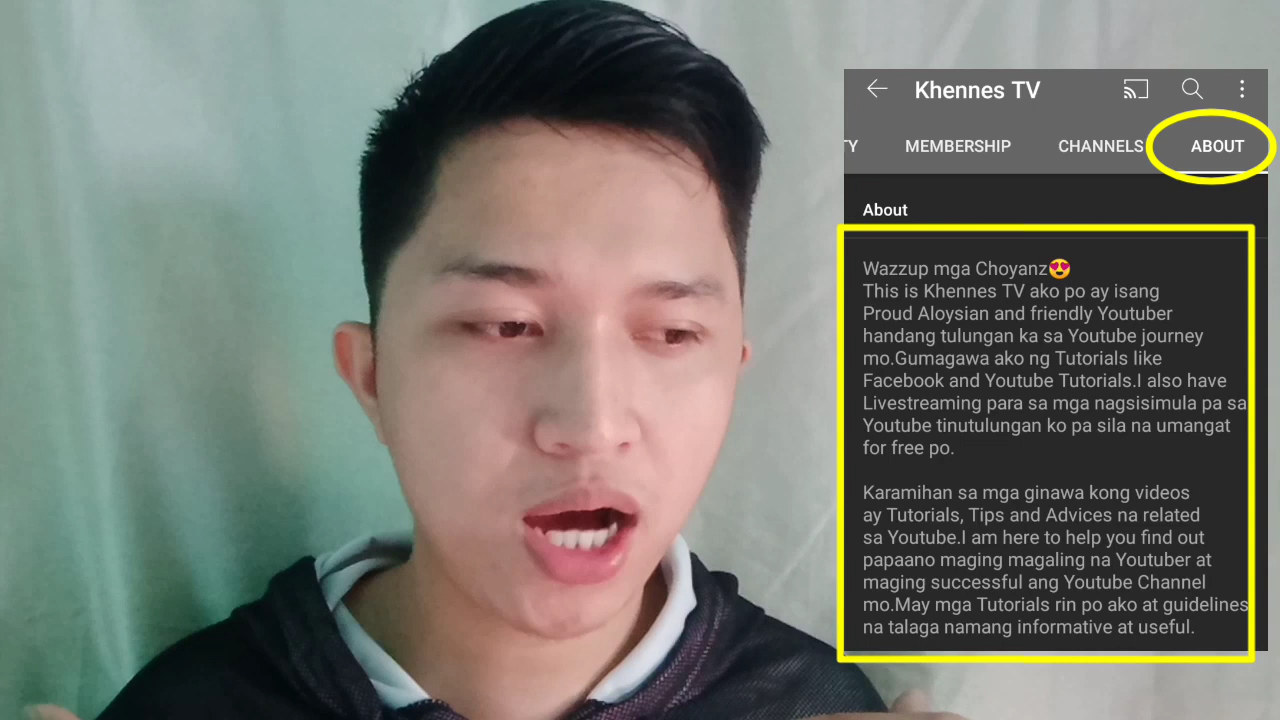 Khennes TV
TY MEMBERSHIP CHANNELS ABOUT
About
Wazzup mga Choyanz😍
This is Khennes TV ako po ay isang
Proud Aloysian and friendly Youtuber
handang tulungan ka sa Youtube journey
mo.Gumagawa ako ng Tutorials like
Facebook and Youtube Tutorials.I also have
Livestreaming para sa mga nagsisimula pa sa
Youtube tinutulungan ko pa sila na umangat
for free po.
Karamihan sa mga ginawa kong videos
ay Tutorials, Tips and Advices na related
sa Youtube.I am here to help you find out
papaano maging magaling na Youtuber at
maging successful ang Youtube Channel
mo.May mga Tutorials rin po ako at guidelines
na talaga namang informative at useful.